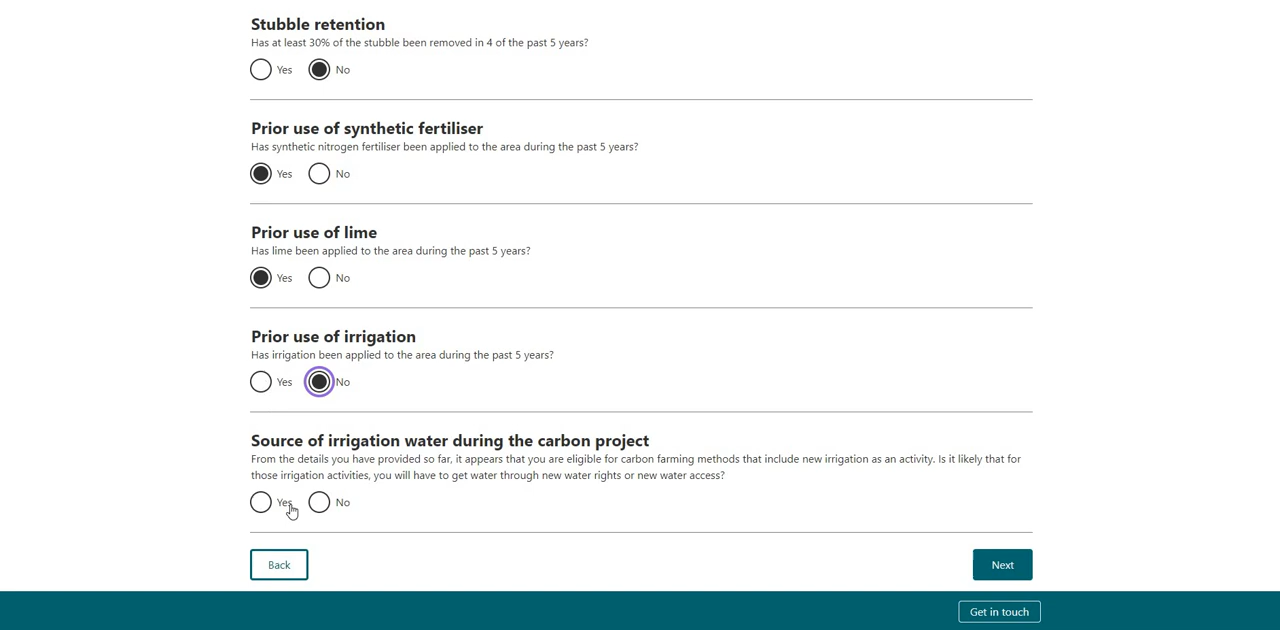 Stubble retention
Has at least 30% of the stubble been removed in 4 of the past 5 years?
Yes No
Prior use of synthetic fertiliser
Has synthetic nitrogen fertiliser been applied to the area during the past 5 years?
Yes No
Prior use of lime
Has lime been applied to the area during the past 5 years?
Yes No
Prior use of irrigation
Has irrigation been applied to the area during the past 5 years?
Yes No
Source of irrigation water during the carbon project
From the details you have provided so far, it appears that you are eligible for carbon farming methods that include new irrigation as an activity. Is it likely that for
those irrigation activities, you will have to get water through new water rights or new water access?
Yes No
Back Next
Get in touch